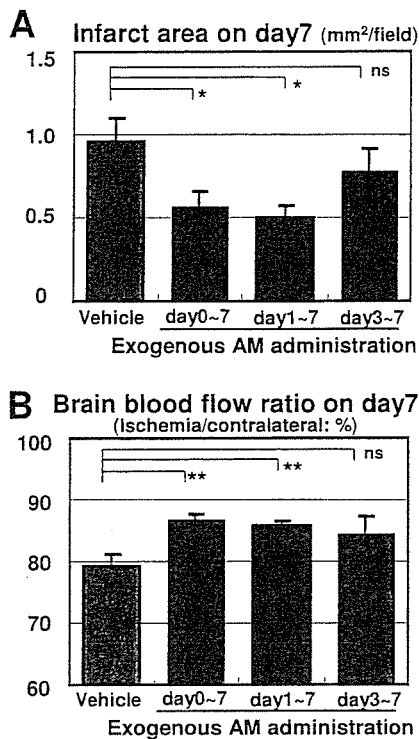 A Infarct area on day7 (mm²/field)
1.5
ns
*
*
1.0
0.5
0
Vehicle day0~7 day1~7 day3~7
Exogenous AM administration
B Brain blood flow ratio on day7
(Ischemia/contralateral: %)
100
ns
**
**
90
80
70
60
Vehicle day0~7 day1~7 day3~7
Exogenous AM administration